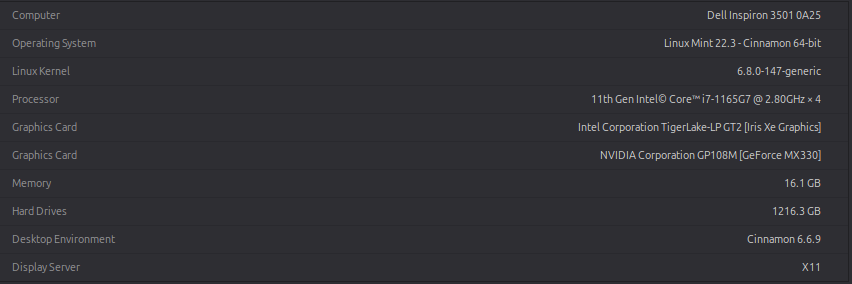 Computer Dell Inspiron 3501 0A25
Operating System Linux Mint 22.3 - Cinnamon 64-bit
Linux Kernel 6.8.0-147-generic
Processor 11th Gen Intel© Core™ i7-1165G7 @ 2.80GHz × 4
Graphics Card Intel Corporation TigerLake-LP GT2 [Iris Xe Graphics]
Graphics Card NVIDIA Corporation GP108M [GeForce MX330]
Memory 16.1 GB
Hard Drives 1216.3 GB
Desktop Environment Cinnamon 6.6.9
Display Server X11